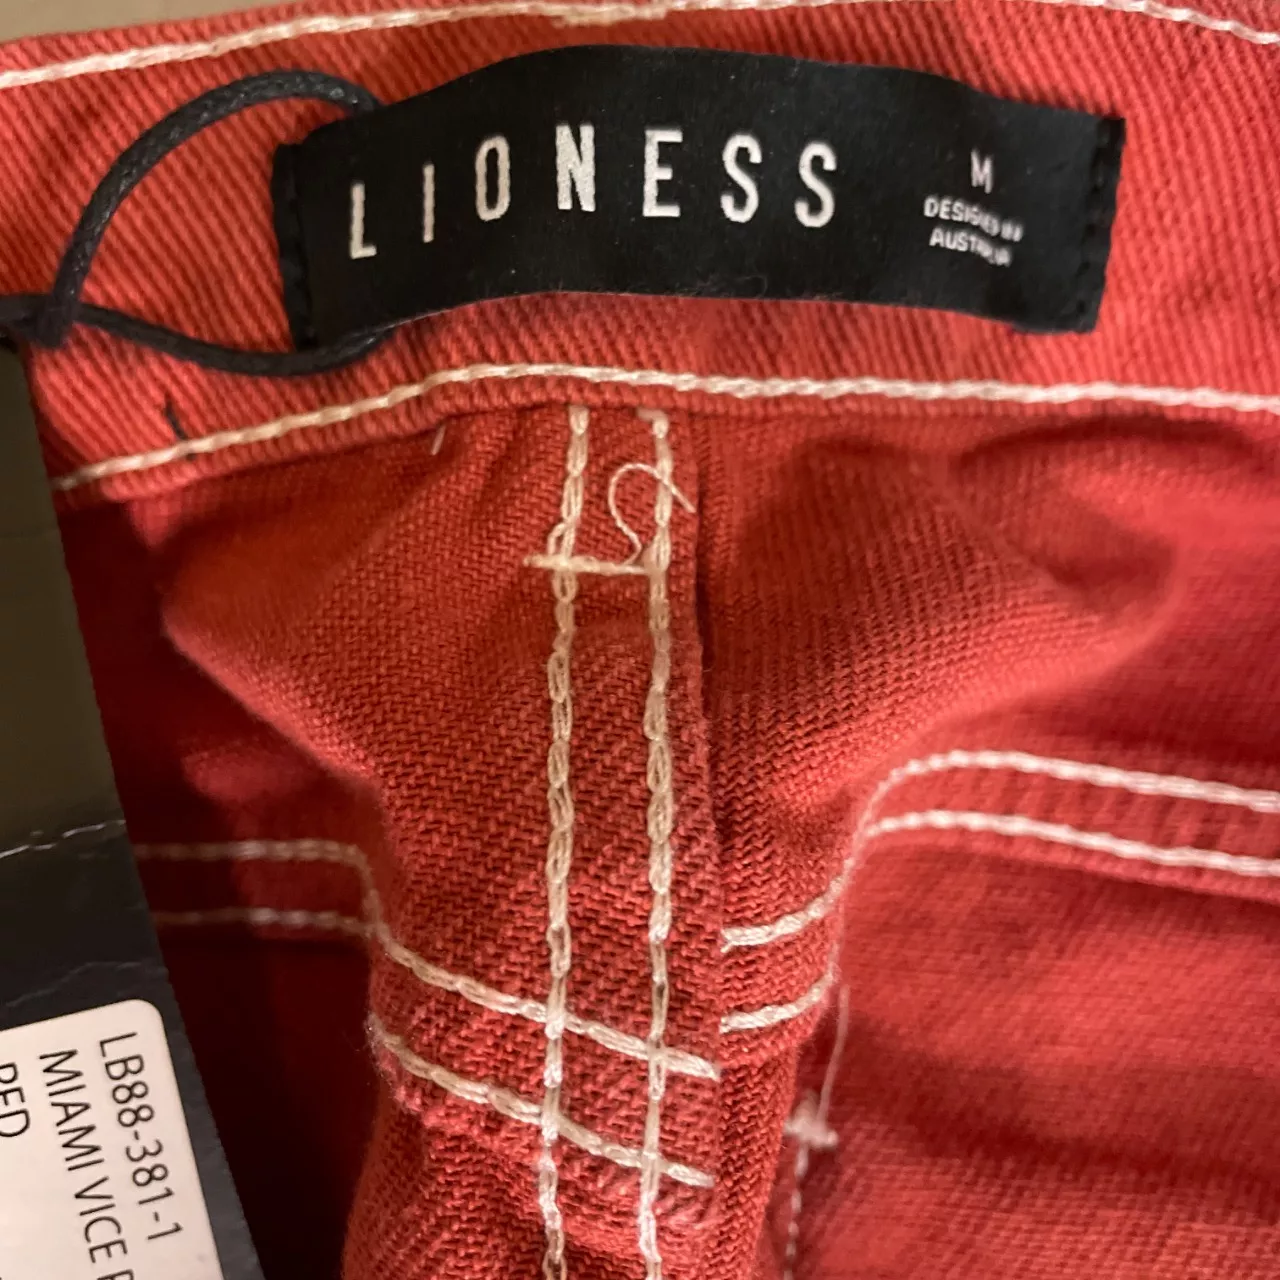 LIONESS
M
DESIGNED IN
AUSTRALIA
LB88-381-1
MIAMI VICE
RED